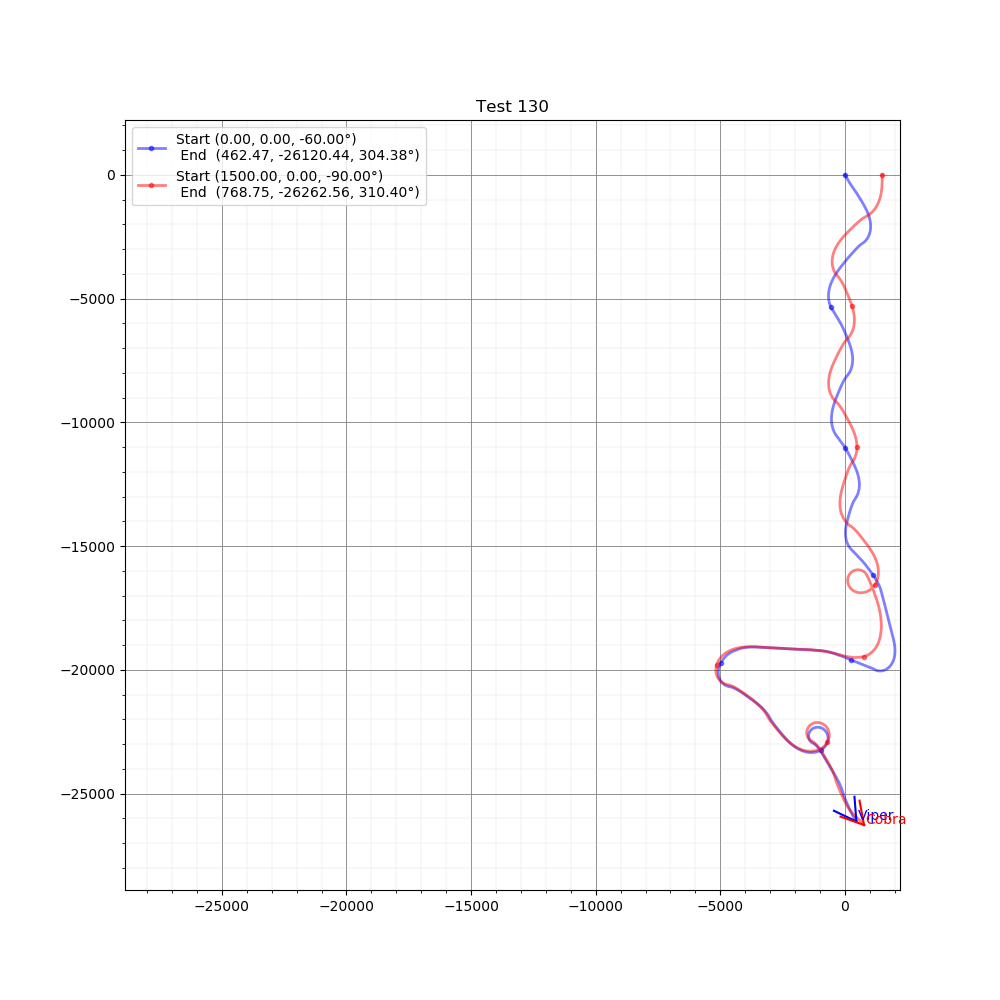 Test 130
Start (0.00, 0.00, -60.00°)
End  (462.47, -26120.44, 304.38°)
Start (1500.00, 0.00, -90.00°)
End  (768.75, -26262.56, 310.40°)
0
−5000
−10000
−15000
−20000
−25000
Viper
Cobra
−25000
−20000
−15000
−10000
−5000
0